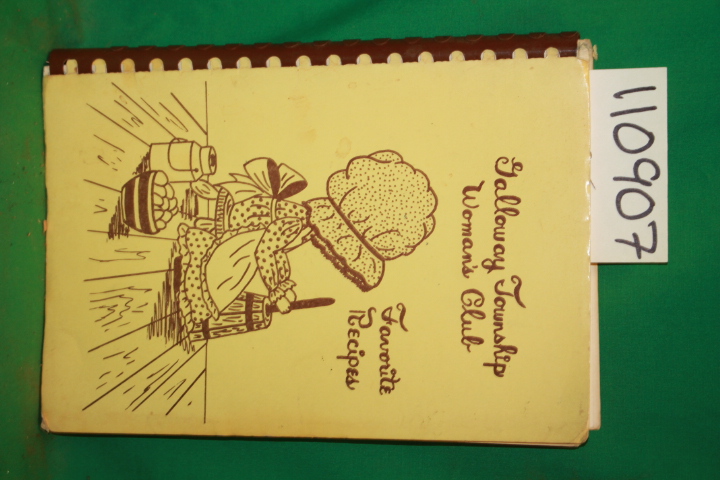 Galloway Township
Woman's Club
Favorite
Recipes
110907